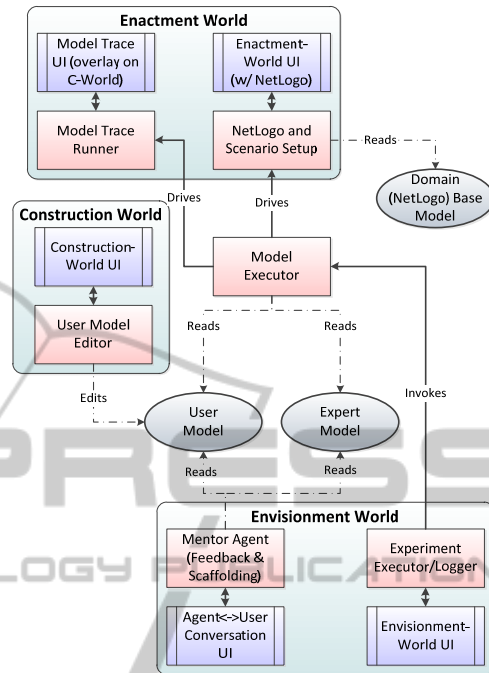 Enactment World
Model Trace
UI (overlay on
C-World)
Enactment-
World UI
(w/ NetLogo)
Model Trace
Runner
NetLogo and
Scenario Setup
Reads
Domain
(NetLogo) Base
Model
Drives
Drives
Construction World
Construction-
World UI
User Model
Editor
Model
Executor
Reads
Reads
Edits
Invokes
User
Model
Expert
Model
Reads
Reads
Envisionment World
Mentor Agent
(Feedback &
Scaffolding)
Experiment
Executor/Logger
Agent<->User
Conversation
UI
Envisionment-
World UI
PRESS
LOGY PUBLICATION